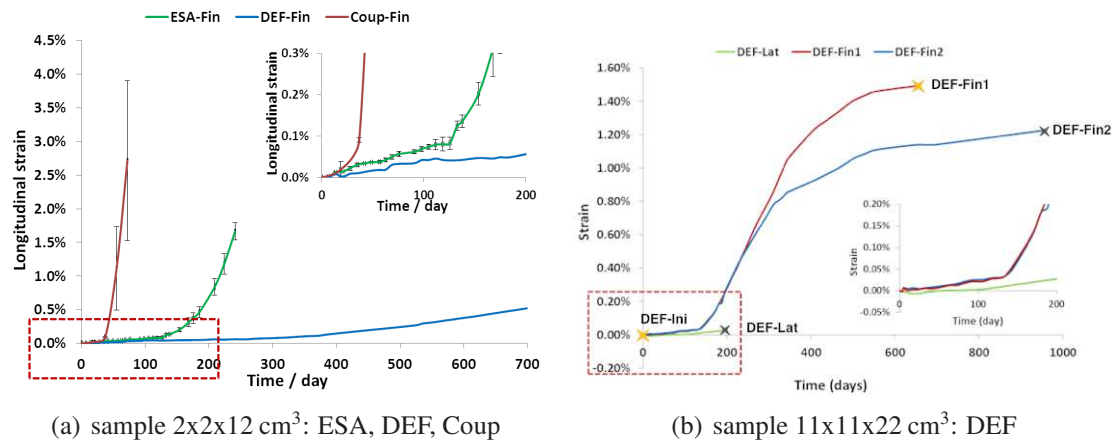 ESA-Fin DEF-Fin Coup-Fin
4.5%
4.0%
3.5%
3.0%
2.5%
2.0%
1.5%
1.0%
0.5%
0.0%
Longitudinal strain
0 100 200 300 400 500 600 700
Time / day
0.3%
0.2%
0.1%
0.0%
Longitudinal strain
0 100 200
Time / day
(a) sample 2x2x12 cm³: ESA, DEF, Coup
DEF-Lat DEF-Fin1 DEF-Fin2
1.60%
1.40%
1.20%
1.00%
0.80%
0.60%
0.40%
0.20%
0.00%
-0.20%
Strain
DEF-Fin1
DEF-Fin2
DEF-Ini
DEF-Lat
0 200 400 600 800 1000
Time (days)
0.20%
0.15%
0.10%
0.05%
0.00%
-0.05%
Strain
0 100 200
Time (day)
(b) sample 11x11x22 cm³: DEF